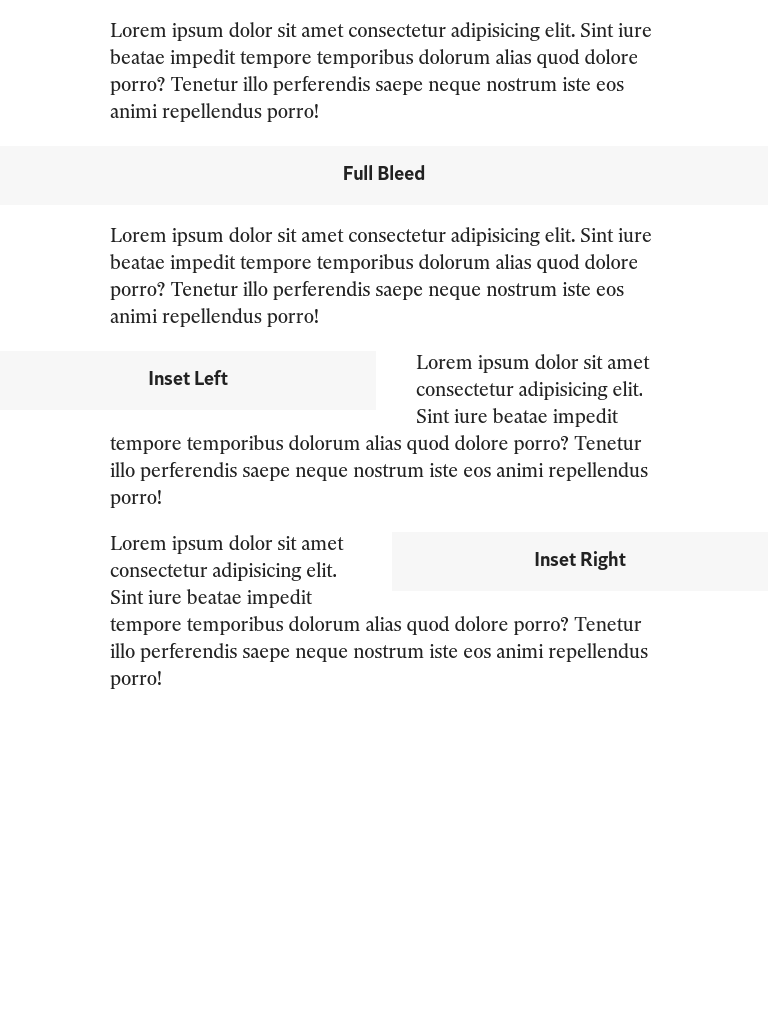 Lorem ipsum dolor sit amet consectetur adipisicing elit. Sint iure
beatae impedit tempore temporibus dolorum alias quod dolore
porro? Tenetur illo perferendis saepe neque nostrum iste eos
animi repellendus porro!
Full Bleed
Lorem ipsum dolor sit amet consectetur adipisicing elit. Sint iure
beatae impedit tempore temporibus dolorum alias quod dolore
porro? Tenetur illo perferendis saepe neque nostrum iste eos
animi repellendus porro!
Inset Left
Lorem ipsum dolor sit amet
consectetur adipisicing elit.
Sint iure beatae impedit
tempore temporibus dolorum alias quod dolore porro? Tenetur
illo perferendis saepe neque nostrum iste eos animi repellendus
porro!
Lorem ipsum dolor sit amet
consectetur adipisicing elit.
Sint iure beatae impedit
Inset Right
tempore temporibus dolorum alias quod dolore porro? Tenetur
illo perferendis saepe neque nostrum iste eos animi repellendus
porro!